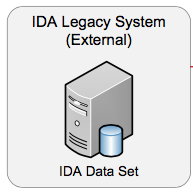 IDA Legacy System
(External)
IDA Data Set